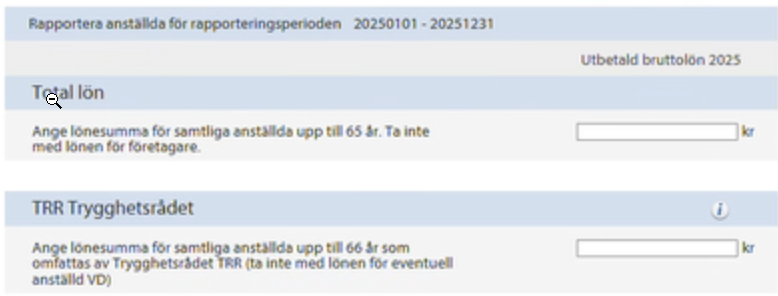 Rapportera anställda för rapporteringsperioden 20250101 - 20251231
Utbetald bruttolön 2025
Total lön
Ange lönesumma för samtliga anställda upp till 65 år. Ta inte
med lönen för företagare.
kr
TRR Trygghetsrådet
i
Ange lönesumma för samtliga anställda upp till 66 år som
omfattas av Trygghetsrådet TRR (ta inte med lönen för eventuell
anställd VD)
kr